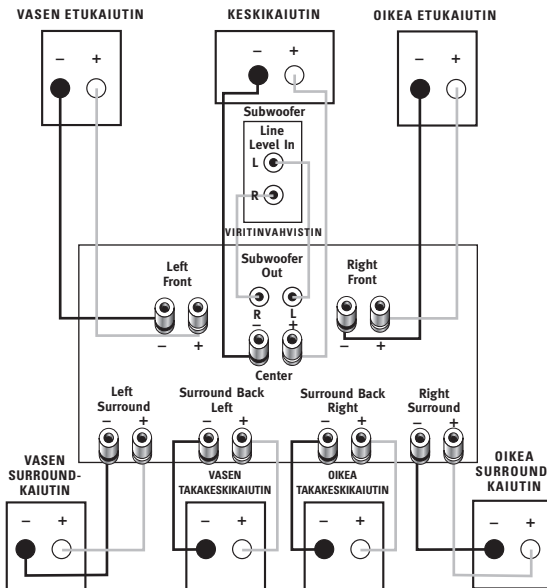 VASEN ETUKAIUTIN
KESKIKAIUTIN
OIKEA ETUKAIUTIN
– +
– +
– +
Subwoofer
Line
Level In
L
R
VIRITINVAHVISTIN
Left
Front
Subwoofer
Out
Right
Front
R L
– +
– +
– +
Center
Left
Surround
Surround Back
Left
Surround Back
Right
Right
Surround
– +
– +
– +
– +
VASEN
SURROUND-
KAIUTIN
VASEN
TAKAKESKIKAIUTIN
OIKEA
TAKAKESKIKAIUTIN
OIKEA
SURROUND
KAIUTIN
– +
– +
– +
– +